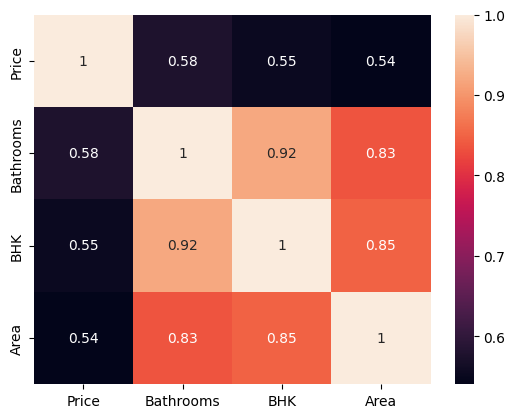 Price 1 0.58 0.55 0.54
Bathrooms 0.58 1 0.92 0.83
BHK 0.55 0.92 1 0.85
Area 0.54 0.83 0.85 1
Price Bathrooms BHK Area
1.0
0.9
0.8
0.7
0.6